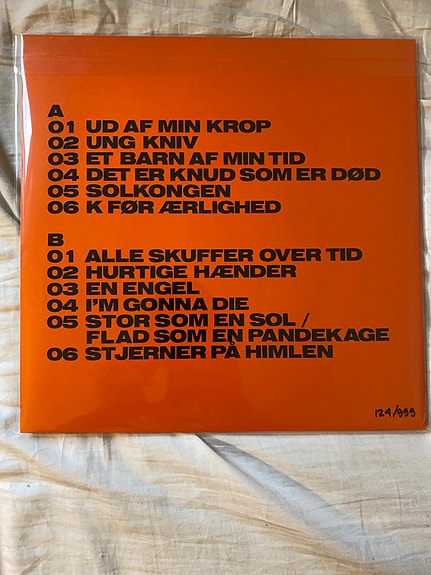 A
01 UD AF MIN KROP
02 UNG KNIV
03 ET BARN AF MIN TID
04 DET ER KNUD SOM ER DØD
05 SOLKONGEN
06 K FØR ÆRLIGHED
B
01 ALLE SKUFFER OVER TID
02 HURTIGE HÆNDER
03 EN ENGEL
04 I'M GONNA DIE
05 STOR SOM EN SOL /
FLAD SOM EN PANDEKAGE
06 STJERNER PÅ HIMLEN
124/999